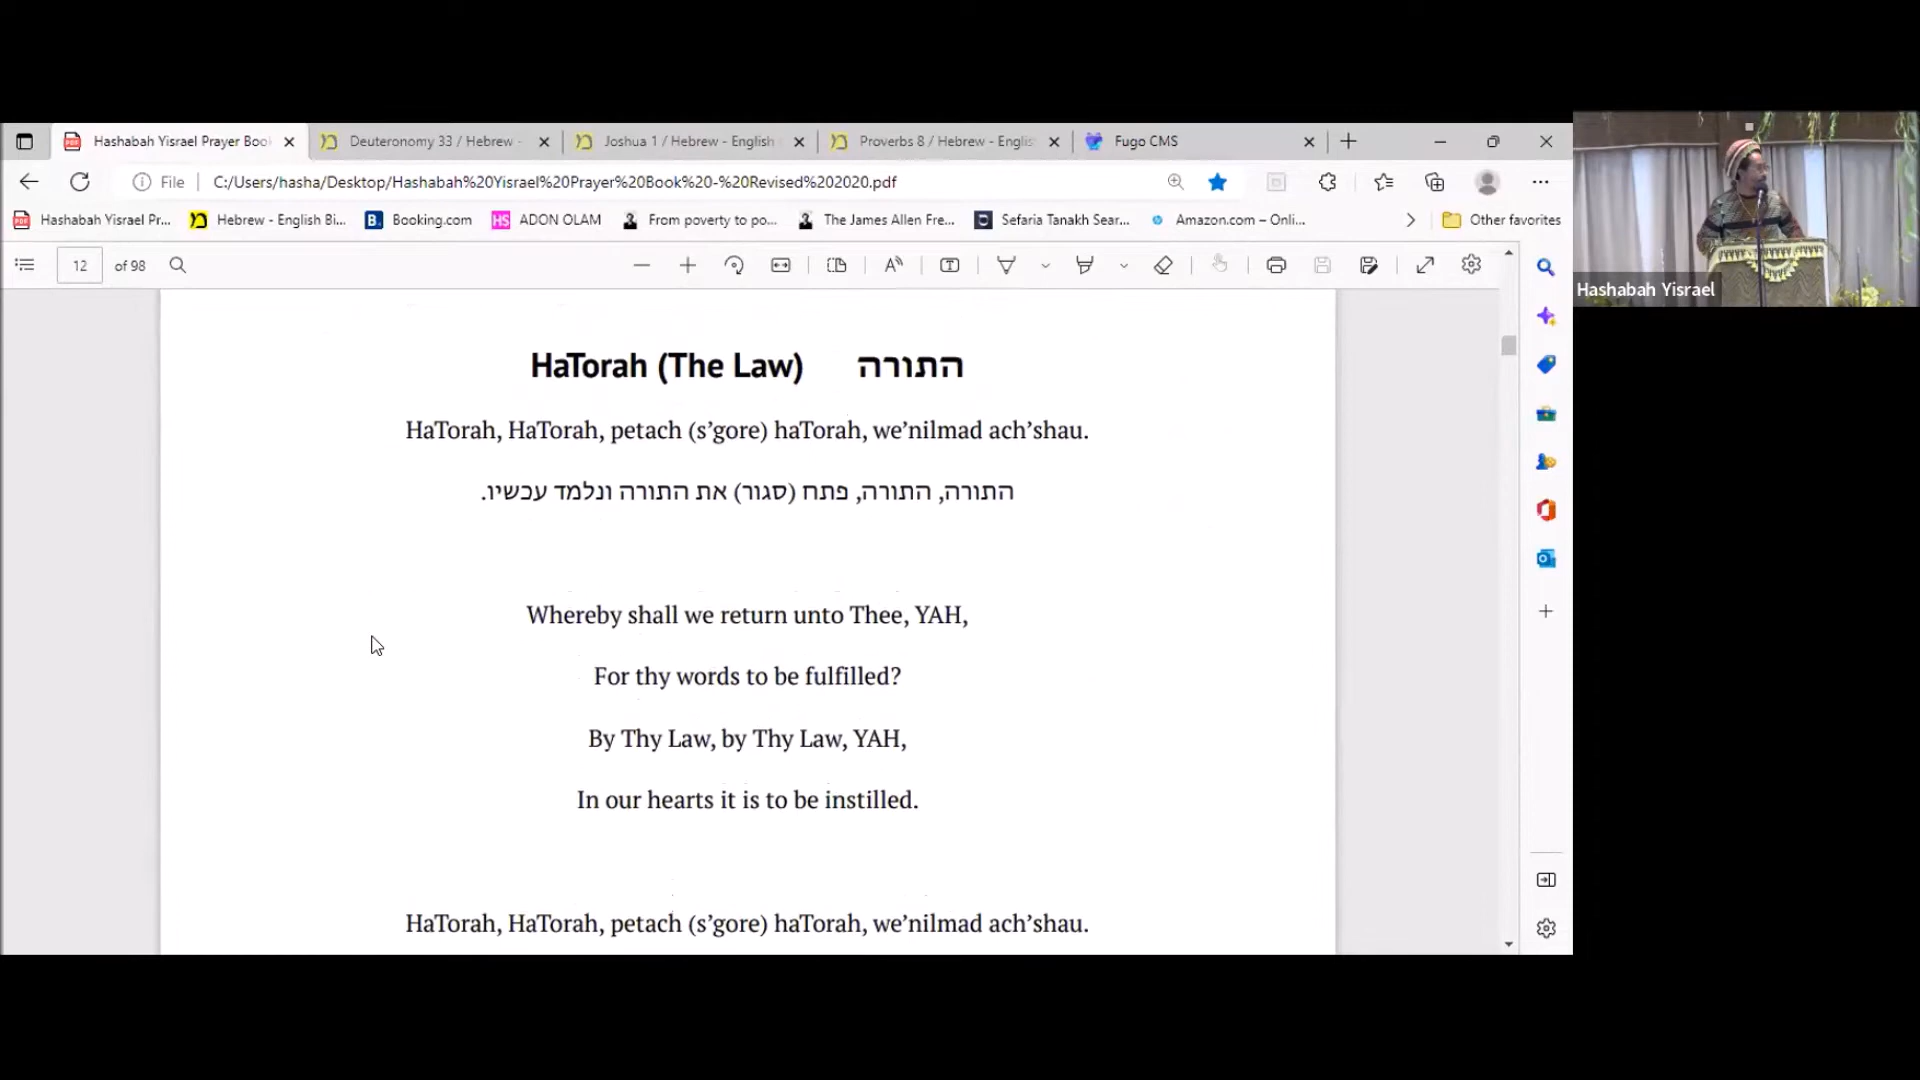 Hashabah Yisrael Prayer Bool
Deuteronomy 33 / Hebrew -
Joshua 1 / Hebrew - English
Proverbs 8 / Hebrew - Englis
Fugo CMS
File
C:/Users/hasha/Desktop/Hashabah%20Yisrael%20Prayer%20Book%20-%20Revised%202020.pdf
Hashabah Yisrael Pr...
Hebrew - English Bi...
Booking.com
ADON OLAM
From poverty to po...
The James Allen Fre...
Sefaria Tanakh Sear...
Amazon.com – Onli...
Other favorites
12 of 98
HaTorah (The Law) התורה
HaTorah, HaTorah, petach (s’gore) haTorah, we’nilmad ach’shau.
התורה, התורה, פתח (סגור) את התורה ונלמד עכשיו.
Whereby shall we return unto Thee, YAH,
For thy words to be fulfilled?
By Thy Law, by Thy Law, YAH,
In our hearts it is to be instilled.
HaTorah, HaTorah, petach (s’gore) haTorah, we’nilmad ach’shau.
Hashabah Yisrael